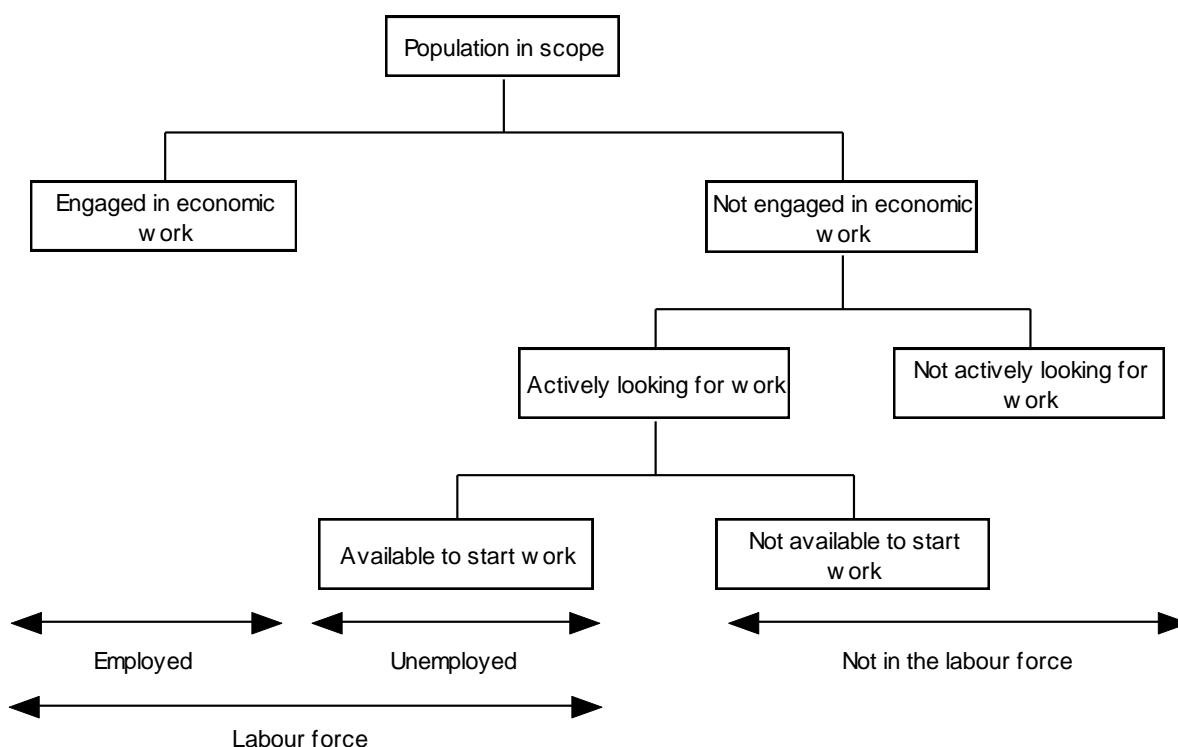 Population in scope
Engaged in economic
work
Not engaged in economic
work
Actively looking for work
Not actively looking for
work
Available to start work
Not available to start
work
Employed
Unemployed
Not in the labour force
Labour force